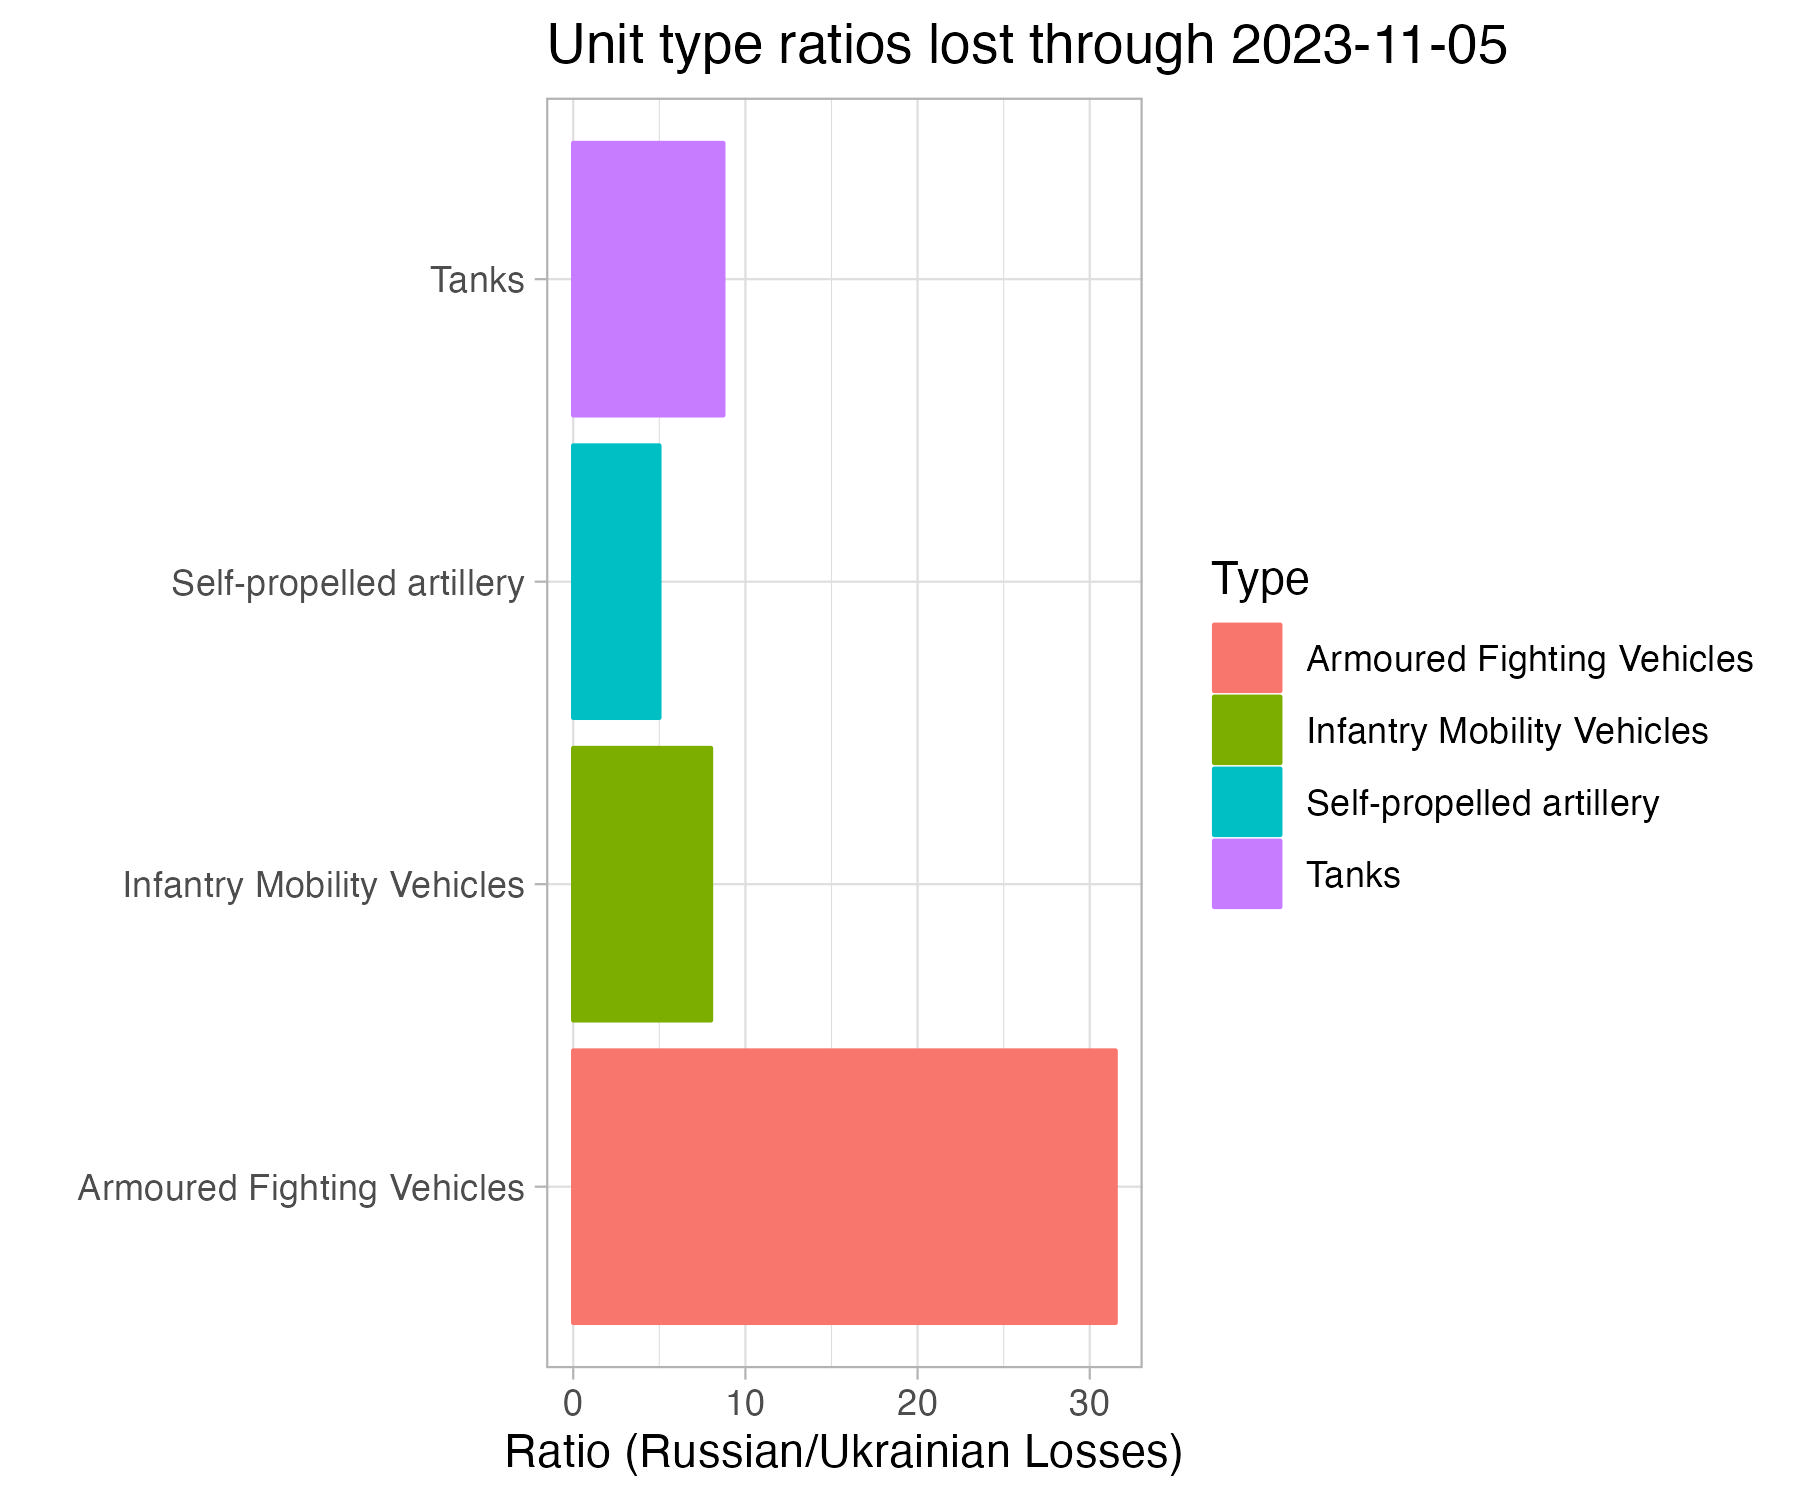 Unit type ratios lost through 2023-11-05
Tanks
Self-propelled artillery
Infantry Mobility Vehicles
Armoured Fighting Vehicles
0 10 20 30
Ratio (Russian/Ukrainian Losses)
Type
Armoured Fighting Vehicles
Infantry Mobility Vehicles
Self-propelled artillery
Tanks